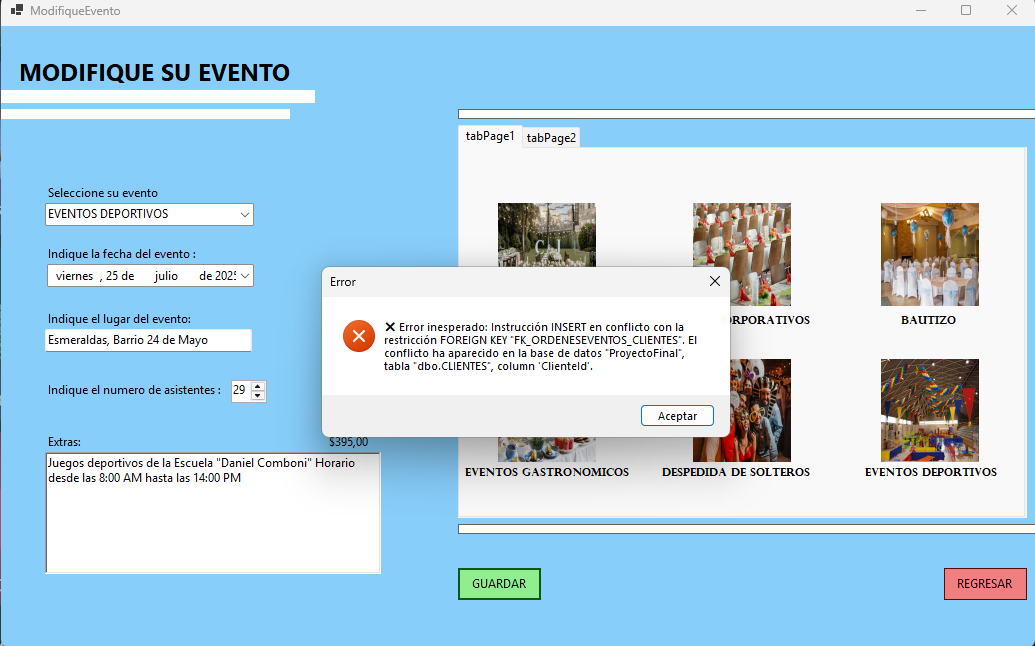 ModifiqueEvento
MODIFIQUE SU EVENTO
Seleccione su evento
EVENTOS DEPORTIVOS
Indique la fecha del evento :
viernes , 25 de julio de 2025
Indique el lugar del evento:
Esmeraldas, Barrio 24 de Mayo
Indique el numero de asistentes : 29
Extras: $395,00
Juegos deportivos de la Escuela "Daniel Comboni" Horario
desde las 8:00 AM hasta las 14:00 PM
tabPage1 tabPage2
ORPORATIVOS
BAUTIZO
EVENTOS GASTRONOMICOS
DESPEDIDA DE SOLTEROS
EVENTOS DEPORTIVOS
Error
❌ Error inesperado: Instrucción INSERT en conflicto con la
restricción FOREIGN KEY "FK_ORDENESEVENTOS_CLIENTES". El
conflicto ha aparecido en la base de datos "ProyectoFinal",
tabla "dbo.CLIENTES", column 'ClienteId'.
Aceptar
GUARDAR
REGRESAR